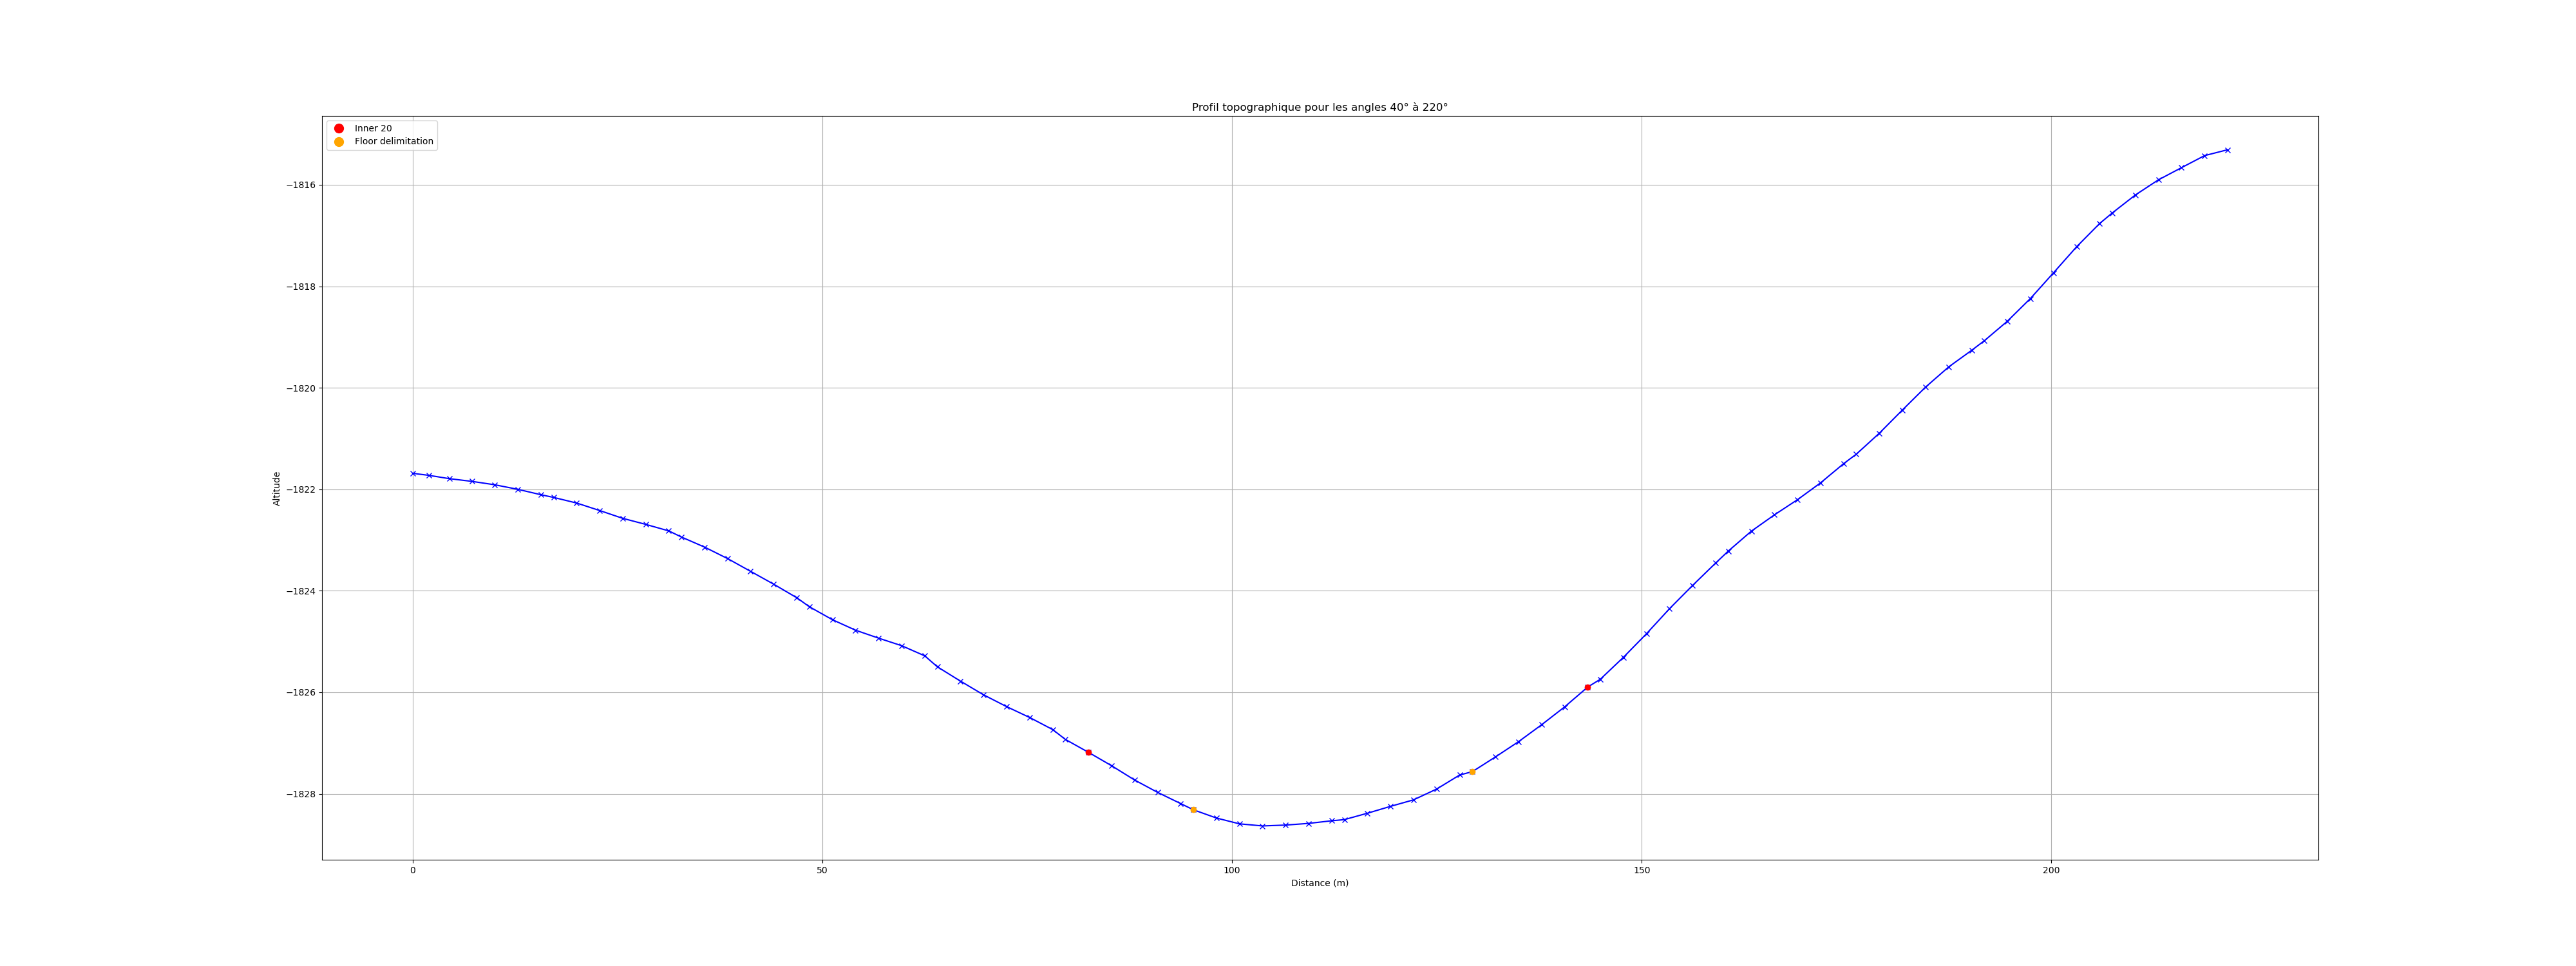 Profil topographique pour les angles 40° à 220°
Inner 20
Floor delimitation
−1816
−1818
−1820
−1822
−1824
−1826
−1828
Altitude
0 50 100 150 200
Distance (m)